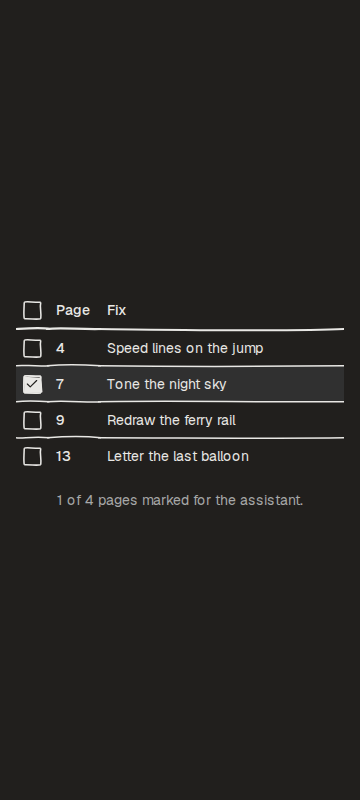 Page Fix
4 Speed lines on the jump
7 Tone the night sky
9 Redraw the ferry rail
13 Letter the last balloon
1 of 4 pages marked for the assistant.